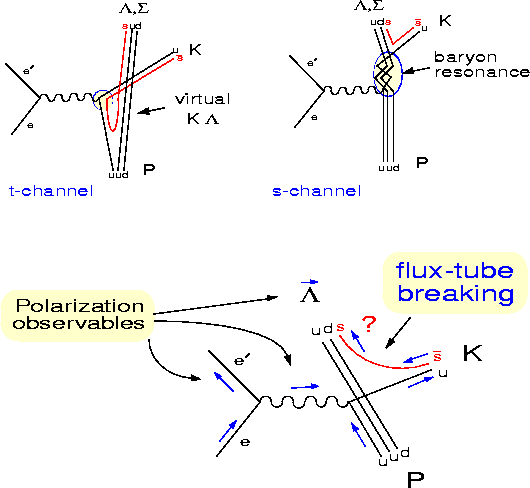 Λ,Σ
s u d
u K
s̄
e′
e
virtual
K Λ
u u d P
t-channel
Λ,Σ
u d s s̄ K
u
baryon
resonance
e′
e
u u d P
s-channel
flux-tube
breaking
Λ
Polarization
observables
u d s ?
s̄ K
u
e′
e
u u d
P